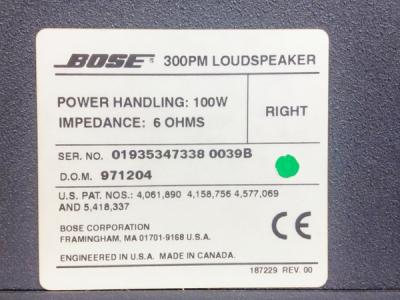 BOSE® 300PM LOUDSPEAKER
POWER HANDLING: 100W
IMPEDANCE: 6 OHMS
RIGHT
SER. NO. 01935347338 0039B
D.O.M. 971204
U.S. PAT. NOS.: 4,061,890 4,158,756 4,577,069
AND 5,418,337
BOSE CORPORATION
FRAMINGHAM, MA 01701-9168 U.S.A.
CE
ENGINEERED IN U.S.A. MADE IN CANADA.
187229 REV. 00